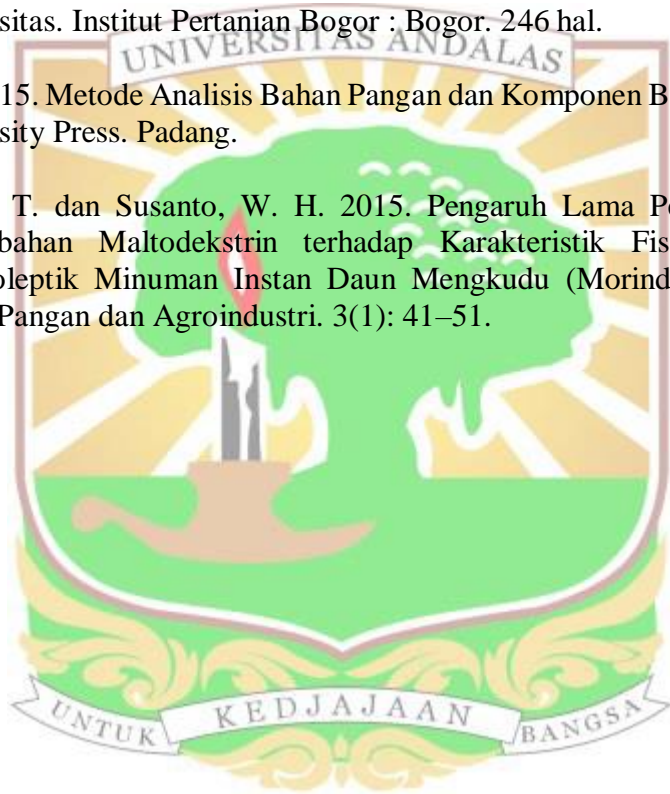 sitas. Institut Pertanian Bogor : Bogor. 246 hal.
UNIVERSITAS ANDALAS
15. Metode Analisis Bahan Pangan dan Komponen B
sity Press. Padang.
T. dan Susanto, W. H. 2015. Pengaruh Lama Pe
bahan Maltodekstrin terhadap Karakteristik Fis
oleptik Minuman Instan Daun Mengkudu (Morind
Pangan dan Agroindustri. 3(1): 41–51.
UNTUK KEDJAJAAN BANGSA